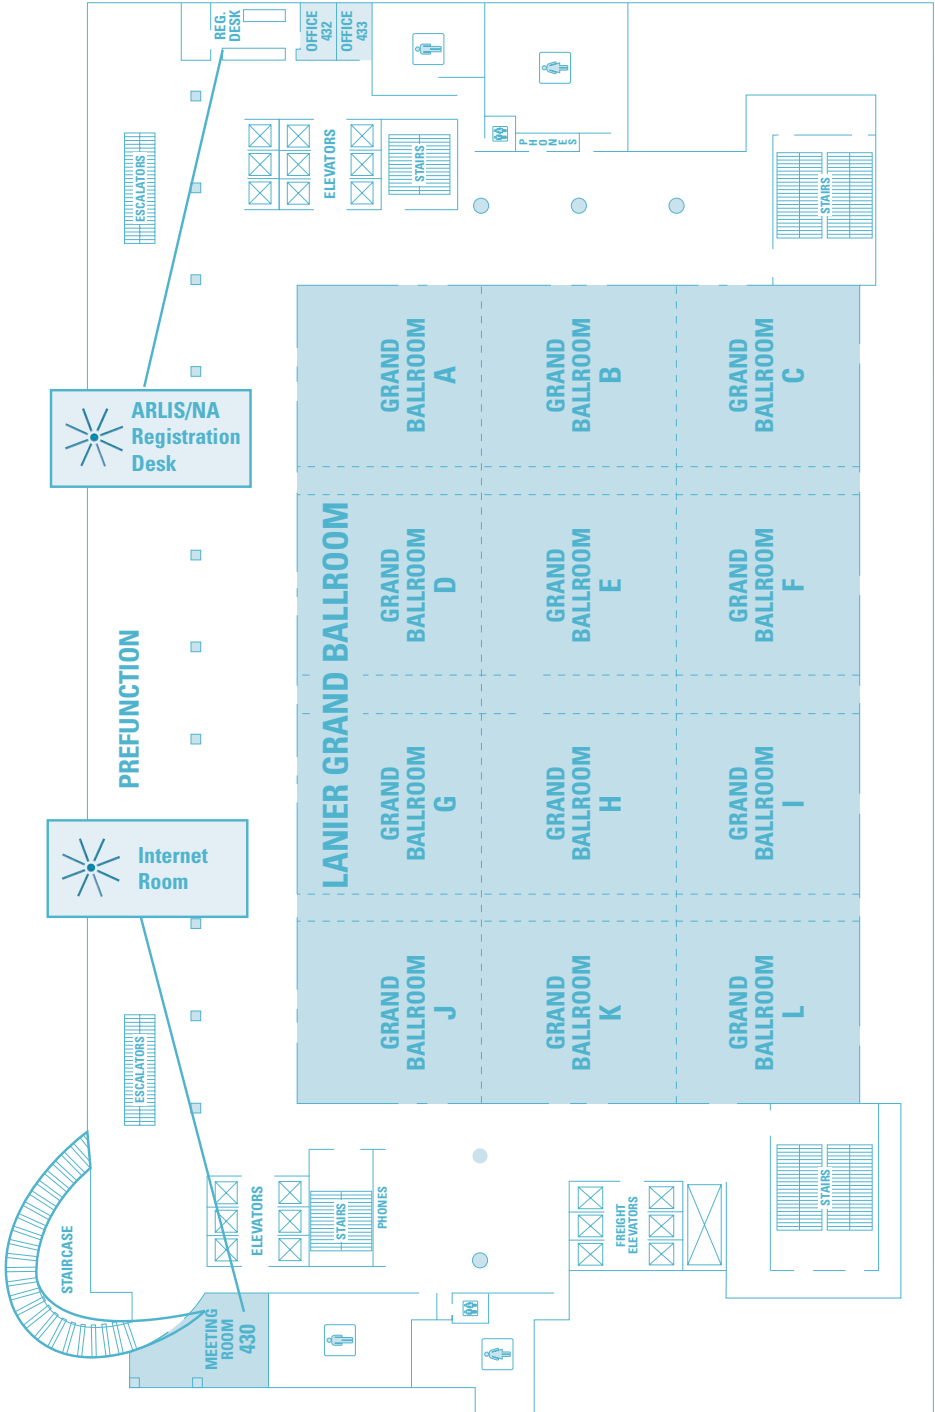 REG.
DESK
OFFICE
432
OFFICE
433
ESCALATORS
ELEVATORS
STAIRS
PHONES
STAIRS
ARLIS/NA
Registration
Desk
GRAND
BALLROOM
A
GRAND
BALLROOM
B
GRAND
BALLROOM
C
LANIER GRAND BALLROOM
GRAND
BALLROOM
D
GRAND
BALLROOM
E
GRAND
BALLROOM
F
PREFUNCTION
GRAND
BALLROOM
G
GRAND
BALLROOM
H
GRAND
BALLROOM
I
Internet
Room
GRAND
BALLROOM
J
GRAND
BALLROOM
K
GRAND
BALLROOM
L
ESCALATORS
STAIRCASE
ELEVATORS
STAIRS
PHONES
FREIGHT
ELEVATORS
STAIRS
MEETING
ROOM
430